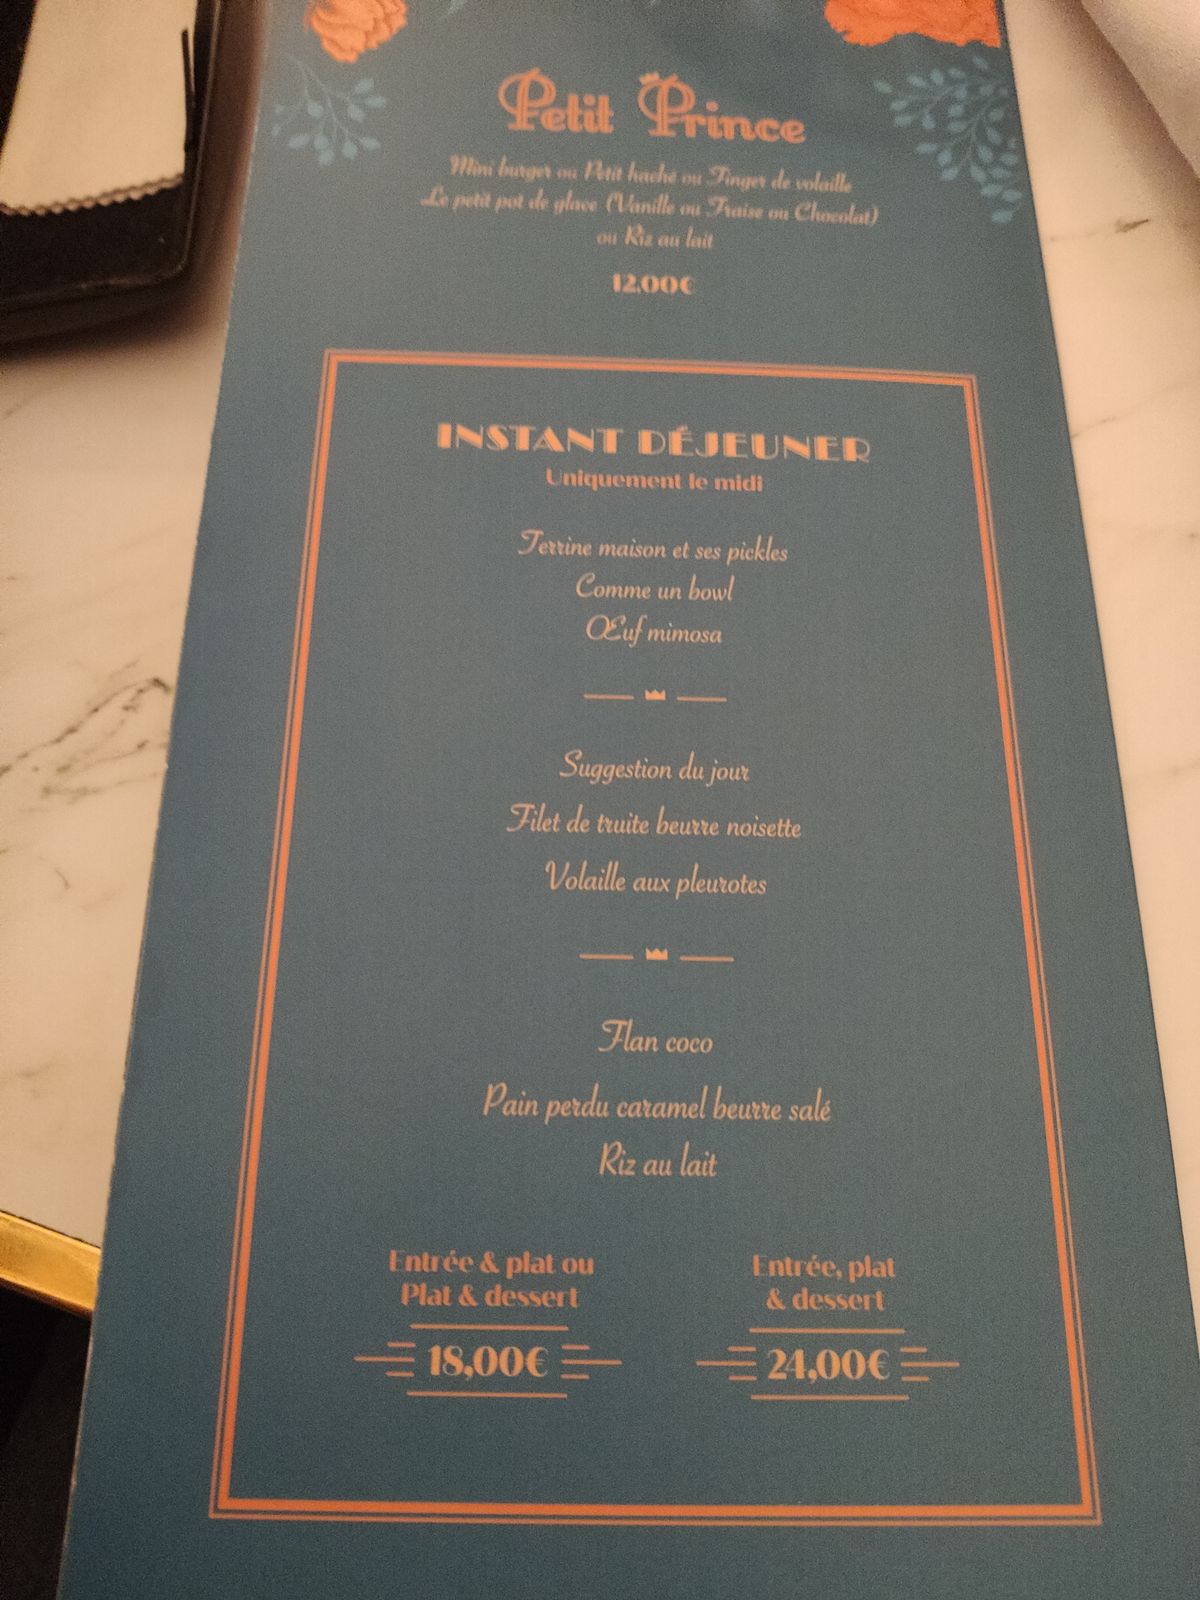 Petit Prince
Mini burger ou Petit haché ou Finger de volaille
Le petit pot de glace (Vanille ou Fraise ou Chocolat)
ou Riz au lait
12,00€
INSTANT DÉJEUNER
Uniquement le midi
Terrine maison et ses pickles
Comme un bowl
Œuf mimosa
Suggestion du jour
Filet de truite beurre noisette
Volaille aux pleurotes
Flan coco
Pain perdu caramel beurre salé
Riz au lait
Entrée & plat ou
Plat & dessert
18,00€
Entrée, plat
& dessert
24,00€